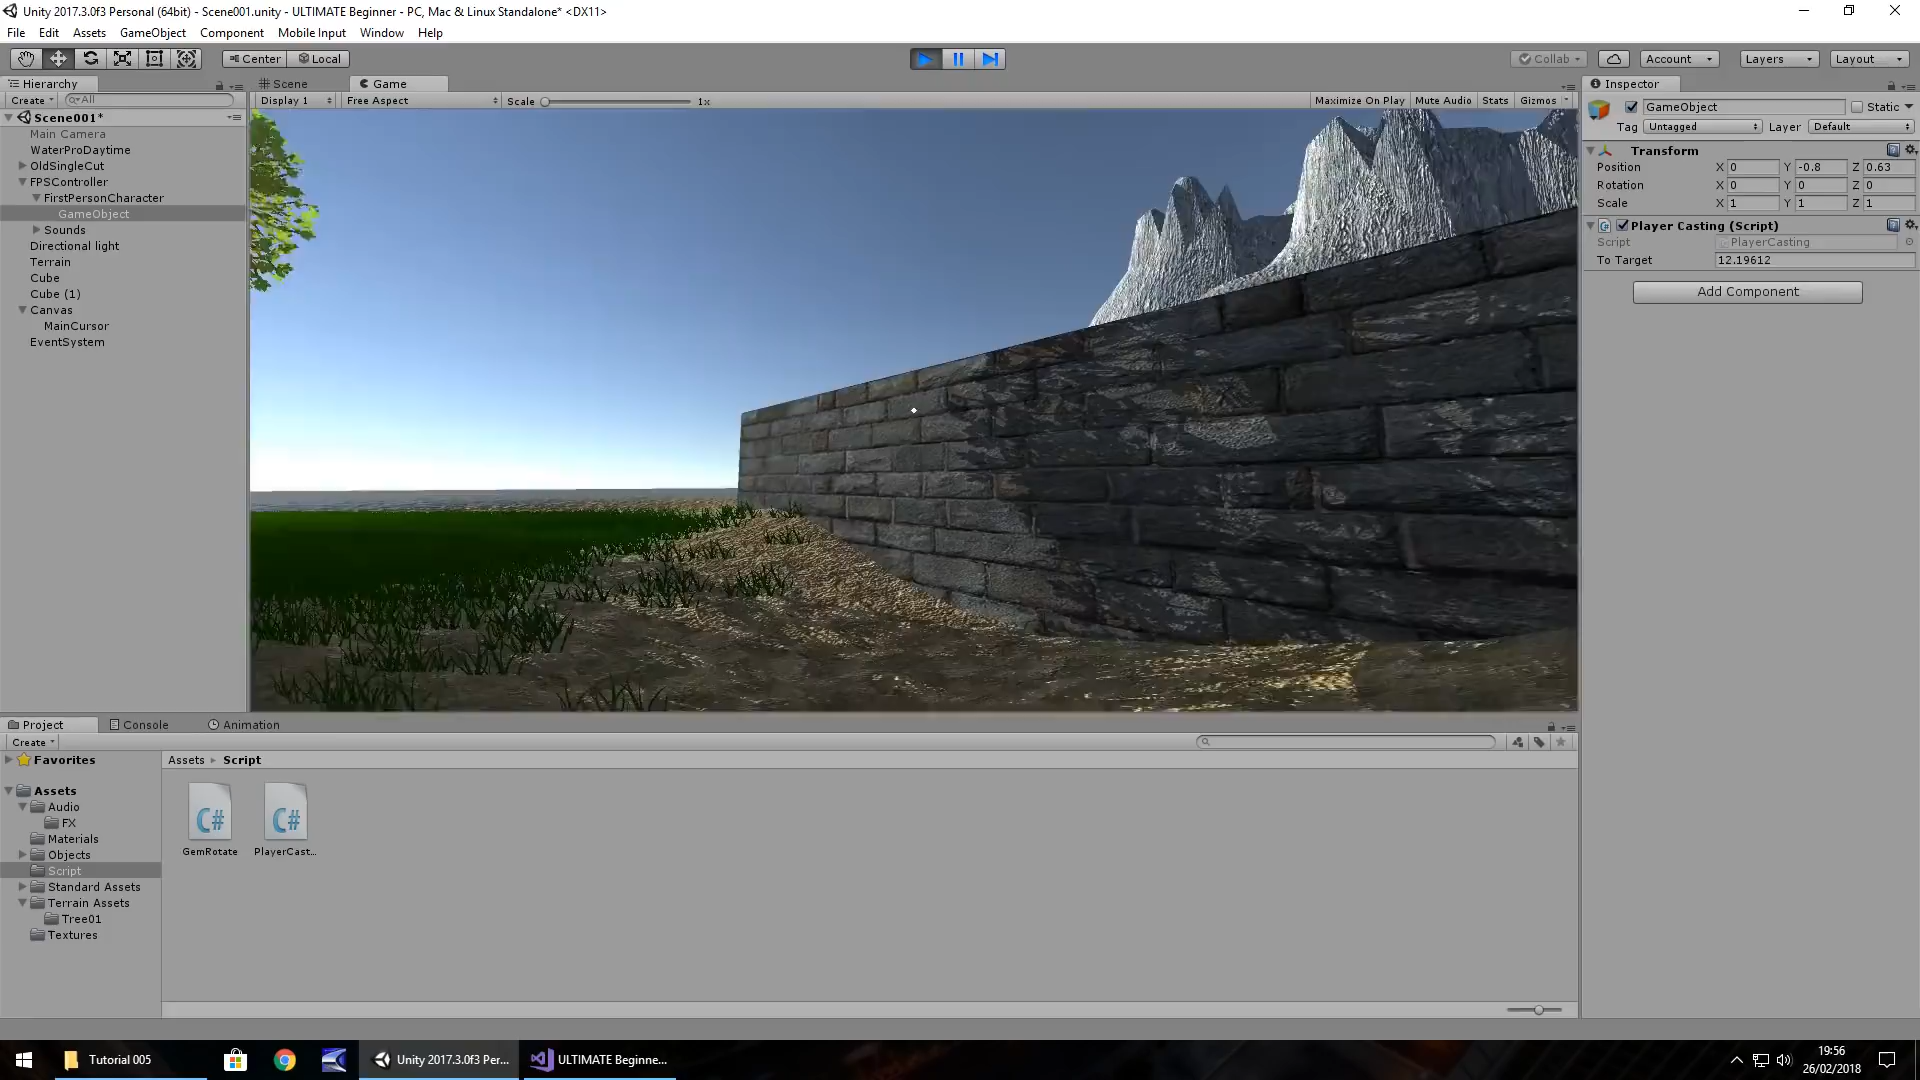 Unity 2017.3.0f3 Personal (64bit) - Scene001.unity - ULTIMATE Beginner - PC, Mac & Linux Standalone* <DX11>
File Edit Assets GameObject Component Mobile Input Window Help
Center Local Collab Account Layers Layout
Hierarchy
Create All
Scene001*
Main Camera
WaterProDaytime
OldSingleCut
FPSController
FirstPersonCharacter
GameObject
Sounds
Directional light
Terrain
Cube
Cube (1)
Canvas
MainCursor
EventSystem
Scene Game
Display 1 Free Aspect Scale 1x Maximize On Play Mute Audio Stats Gizmos
Inspector
GameObject Static
Tag Untagged Layer Default
Transform
Position X 0 Y -0.8 Z 0.63
Rotation X 0 Y 0 Z 0
Scale X 1 Y 1 Z 1
Player Casting (Script)
Script PlayerCasting
To Target 12.19612
Add Component
Project Console Animation
Create
Favorites
Assets
Audio
FX
Materials
Objects
Script
Standard Assets
Terrain Assets
Tree01
Textures
Assets Script
C# C#
GemRotate PlayerCast...
Tutorial 005 Unity 2017.3.0f3 Per... ULTIMATE Beginne...
19:56
26/02/2018